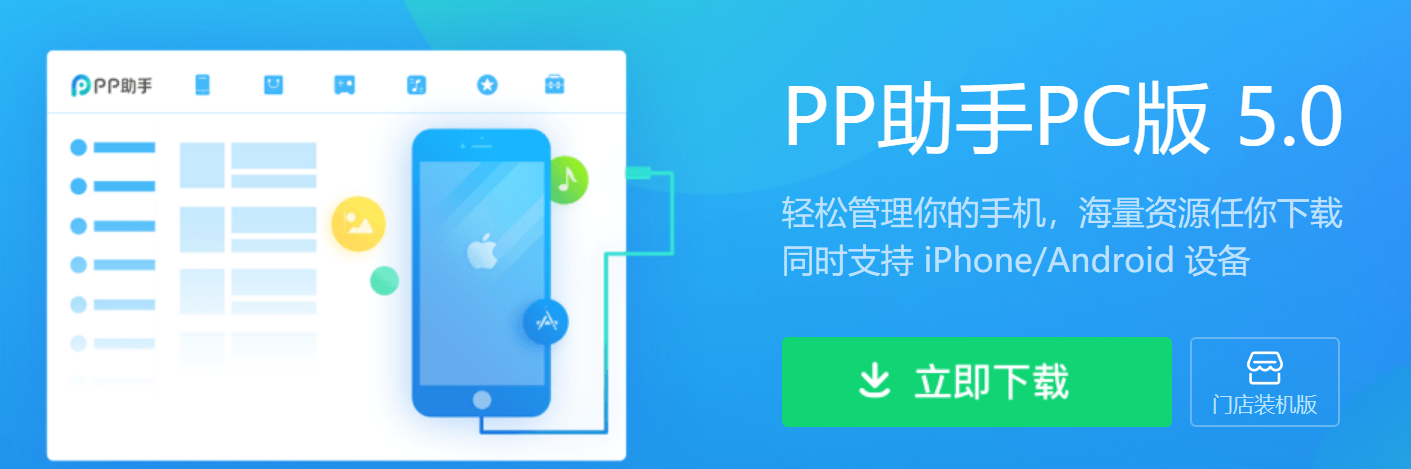 PP助手
PP助手PC版 5.0
轻松管理你的手机，海量资源任你下载
同时支持 iPhone/Android 设备
立即下载
门店装机版